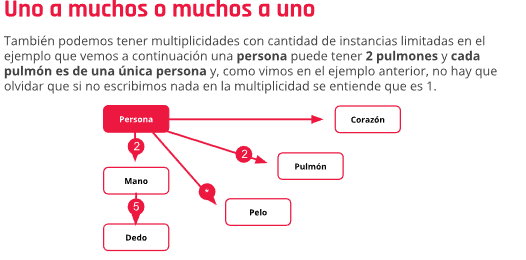 Uno a muchos o muchos a uno
También podemos tener multiplicidades con cantidad de instancias limitadas en el
ejemplo que vemos a continuación una persona puede tener 2 pulmones y cada
pulmón es de una única persona y, como vimos en el ejemplo anterior, no hay que
olvidar que si no escribimos nada en la multiplicidad se entiende que es 1.
Persona
Corazón
2
2
Pulmón
Mano
*
5
Pelo
Dedo